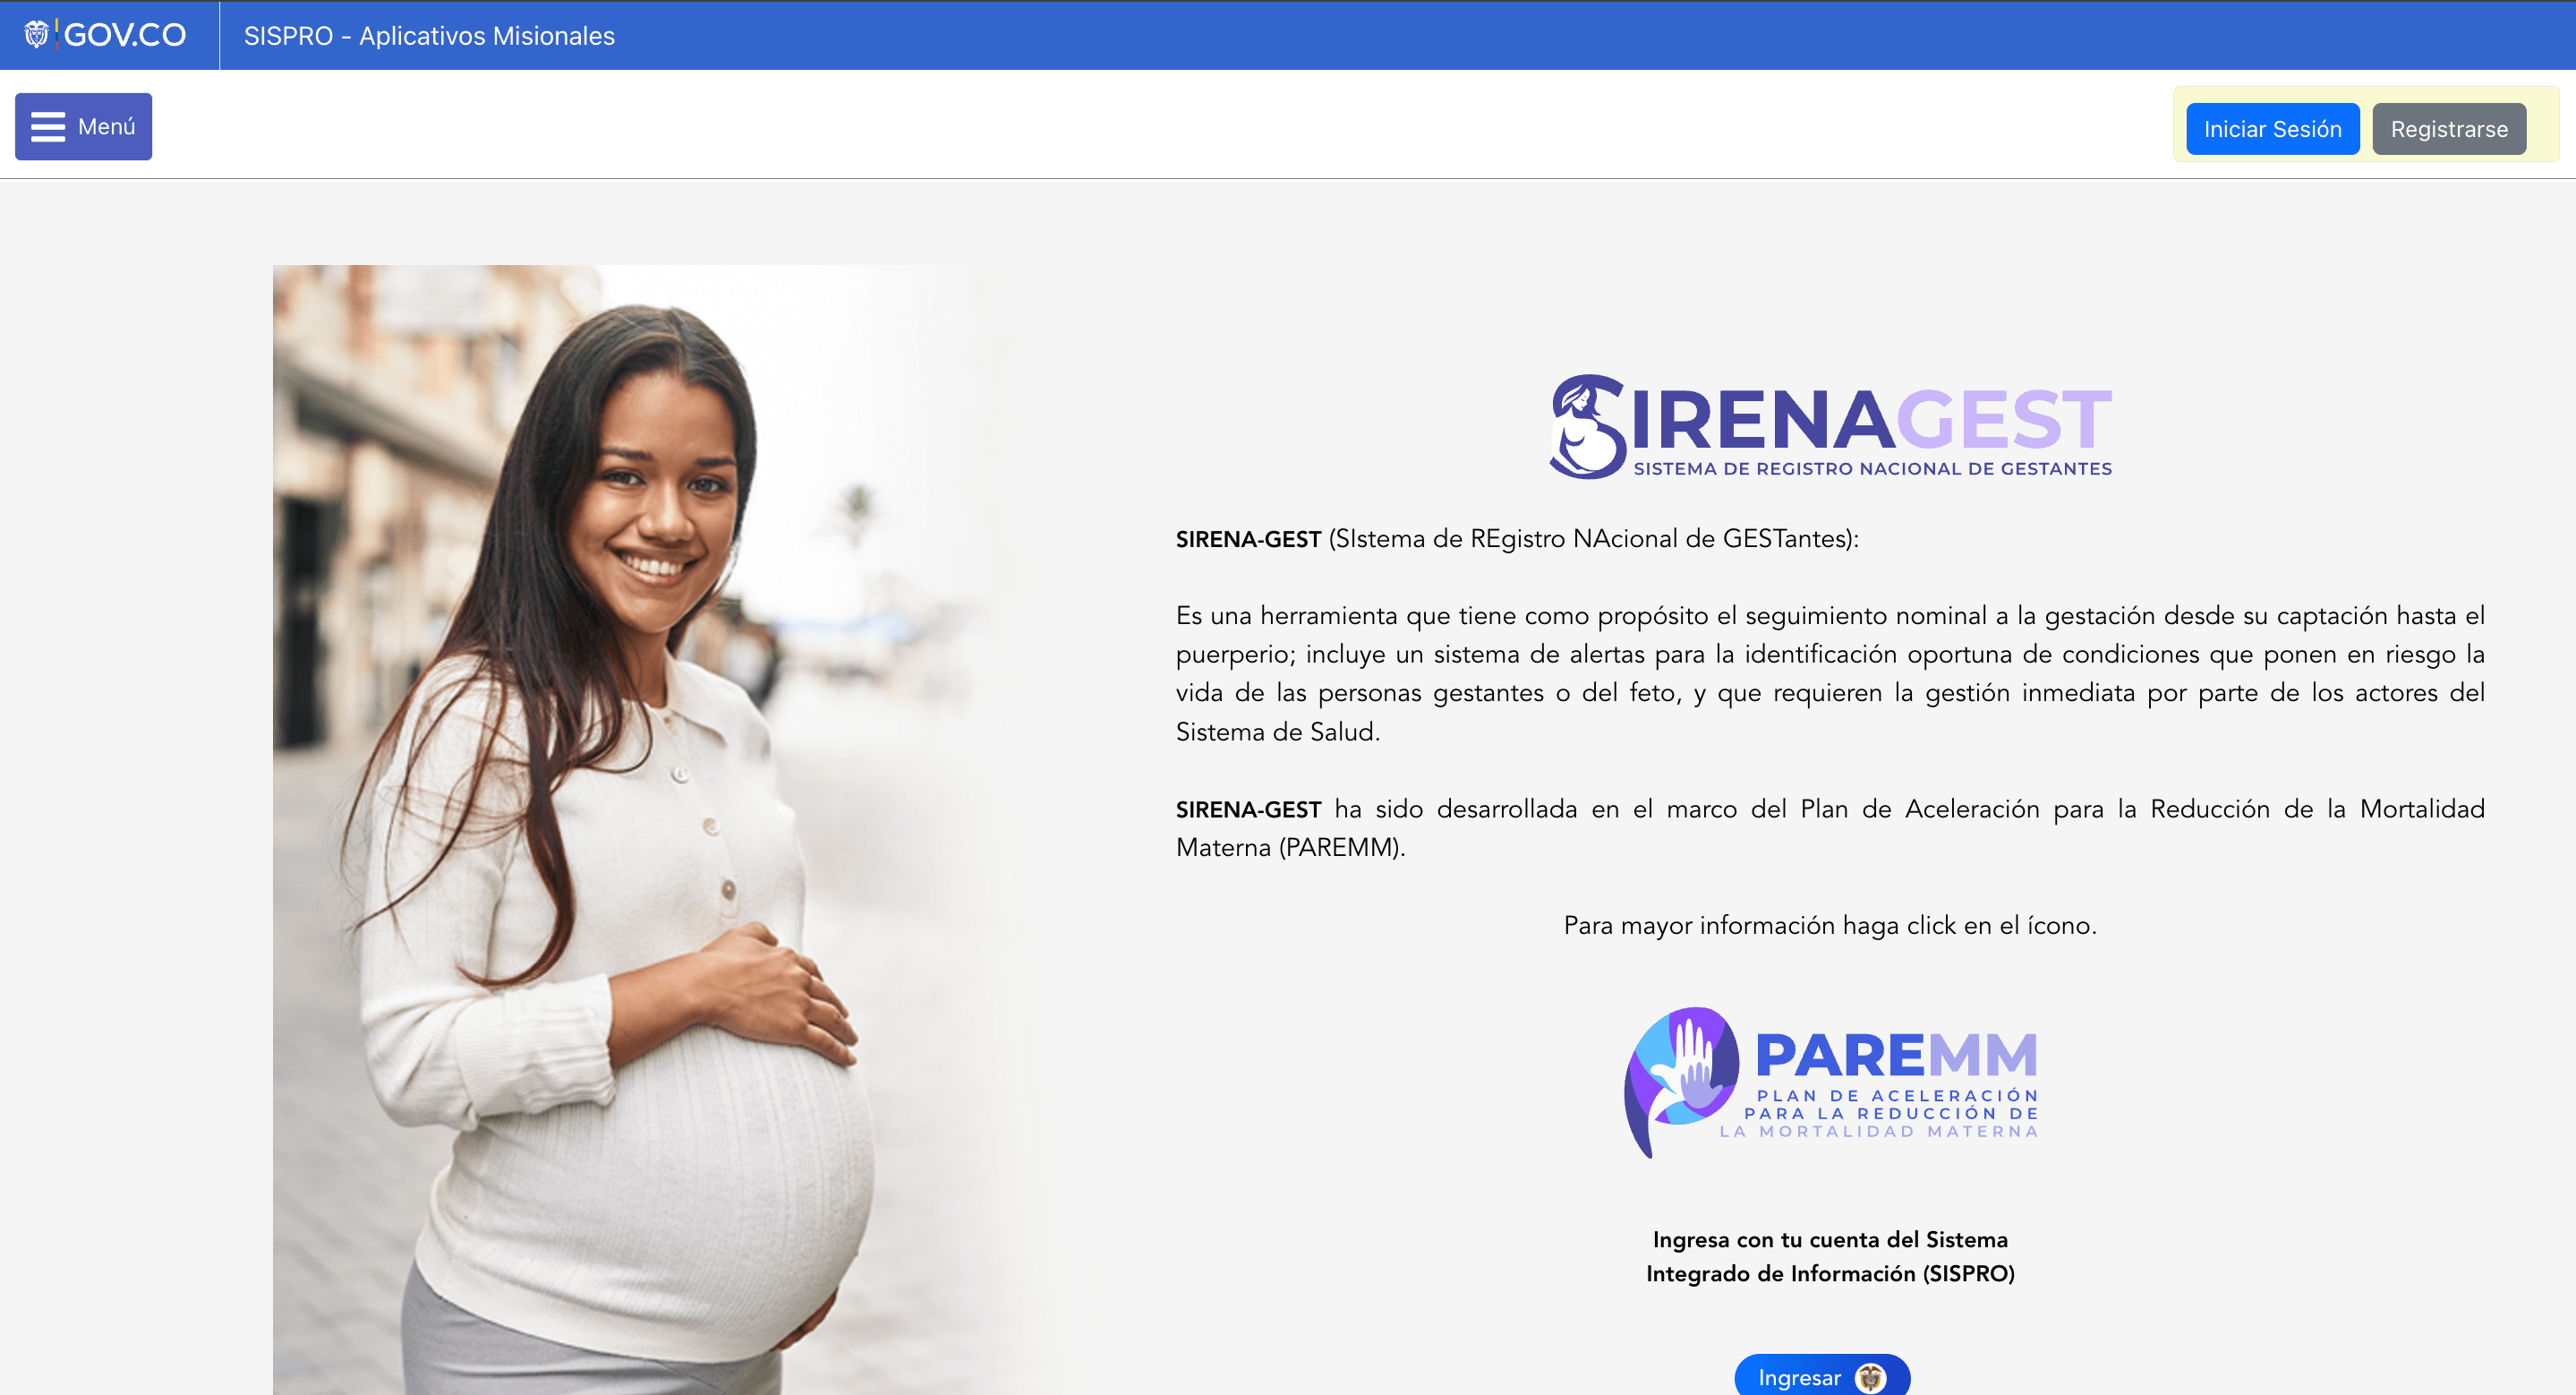 GOV.CO
SISPRO - Aplicativos Misionales
Menú
Iniciar Sesión
Registrarse
SIRENAGEST
SISTEMA DE REGISTRO NACIONAL DE GESTANTES
SIRENA-GEST (SIstema de REgistro NAcional de GESTantes):
Es una herramienta que tiene como propósito el seguimiento nominal a la gestación desde su captación hasta el
puerperio; incluye un sistema de alertas para la identificación oportuna de condiciones que ponen en riesgo la
vida de las personas gestantes o del feto, y que requieren la gestión inmediata por parte de los actores del
Sistema de Salud.
SIRENA-GEST ha sido desarrollada en el marco del Plan de Aceleración para la Reducción de la Mortalidad
Materna (PAREMM).
Para mayor información haga click en el ícono.
PAREMM
PLAN DE ACELERACIÓN
PARA LA REDUCCIÓN DE
LA MORTALIDAD MATERNA
Ingresa con tu cuenta del Sistema
Integrado de Información (SISPRO)
Ingresar